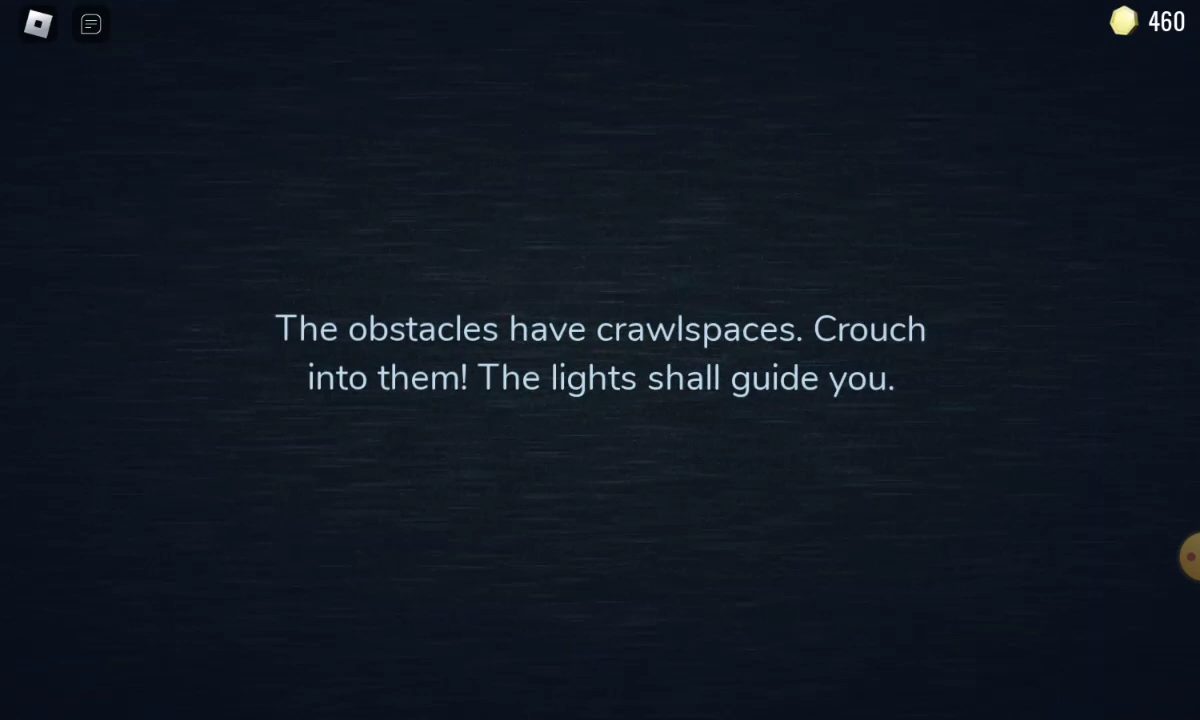 460
The obstacles have crawlspaces. Crouch
into them! The lights shall guide you.